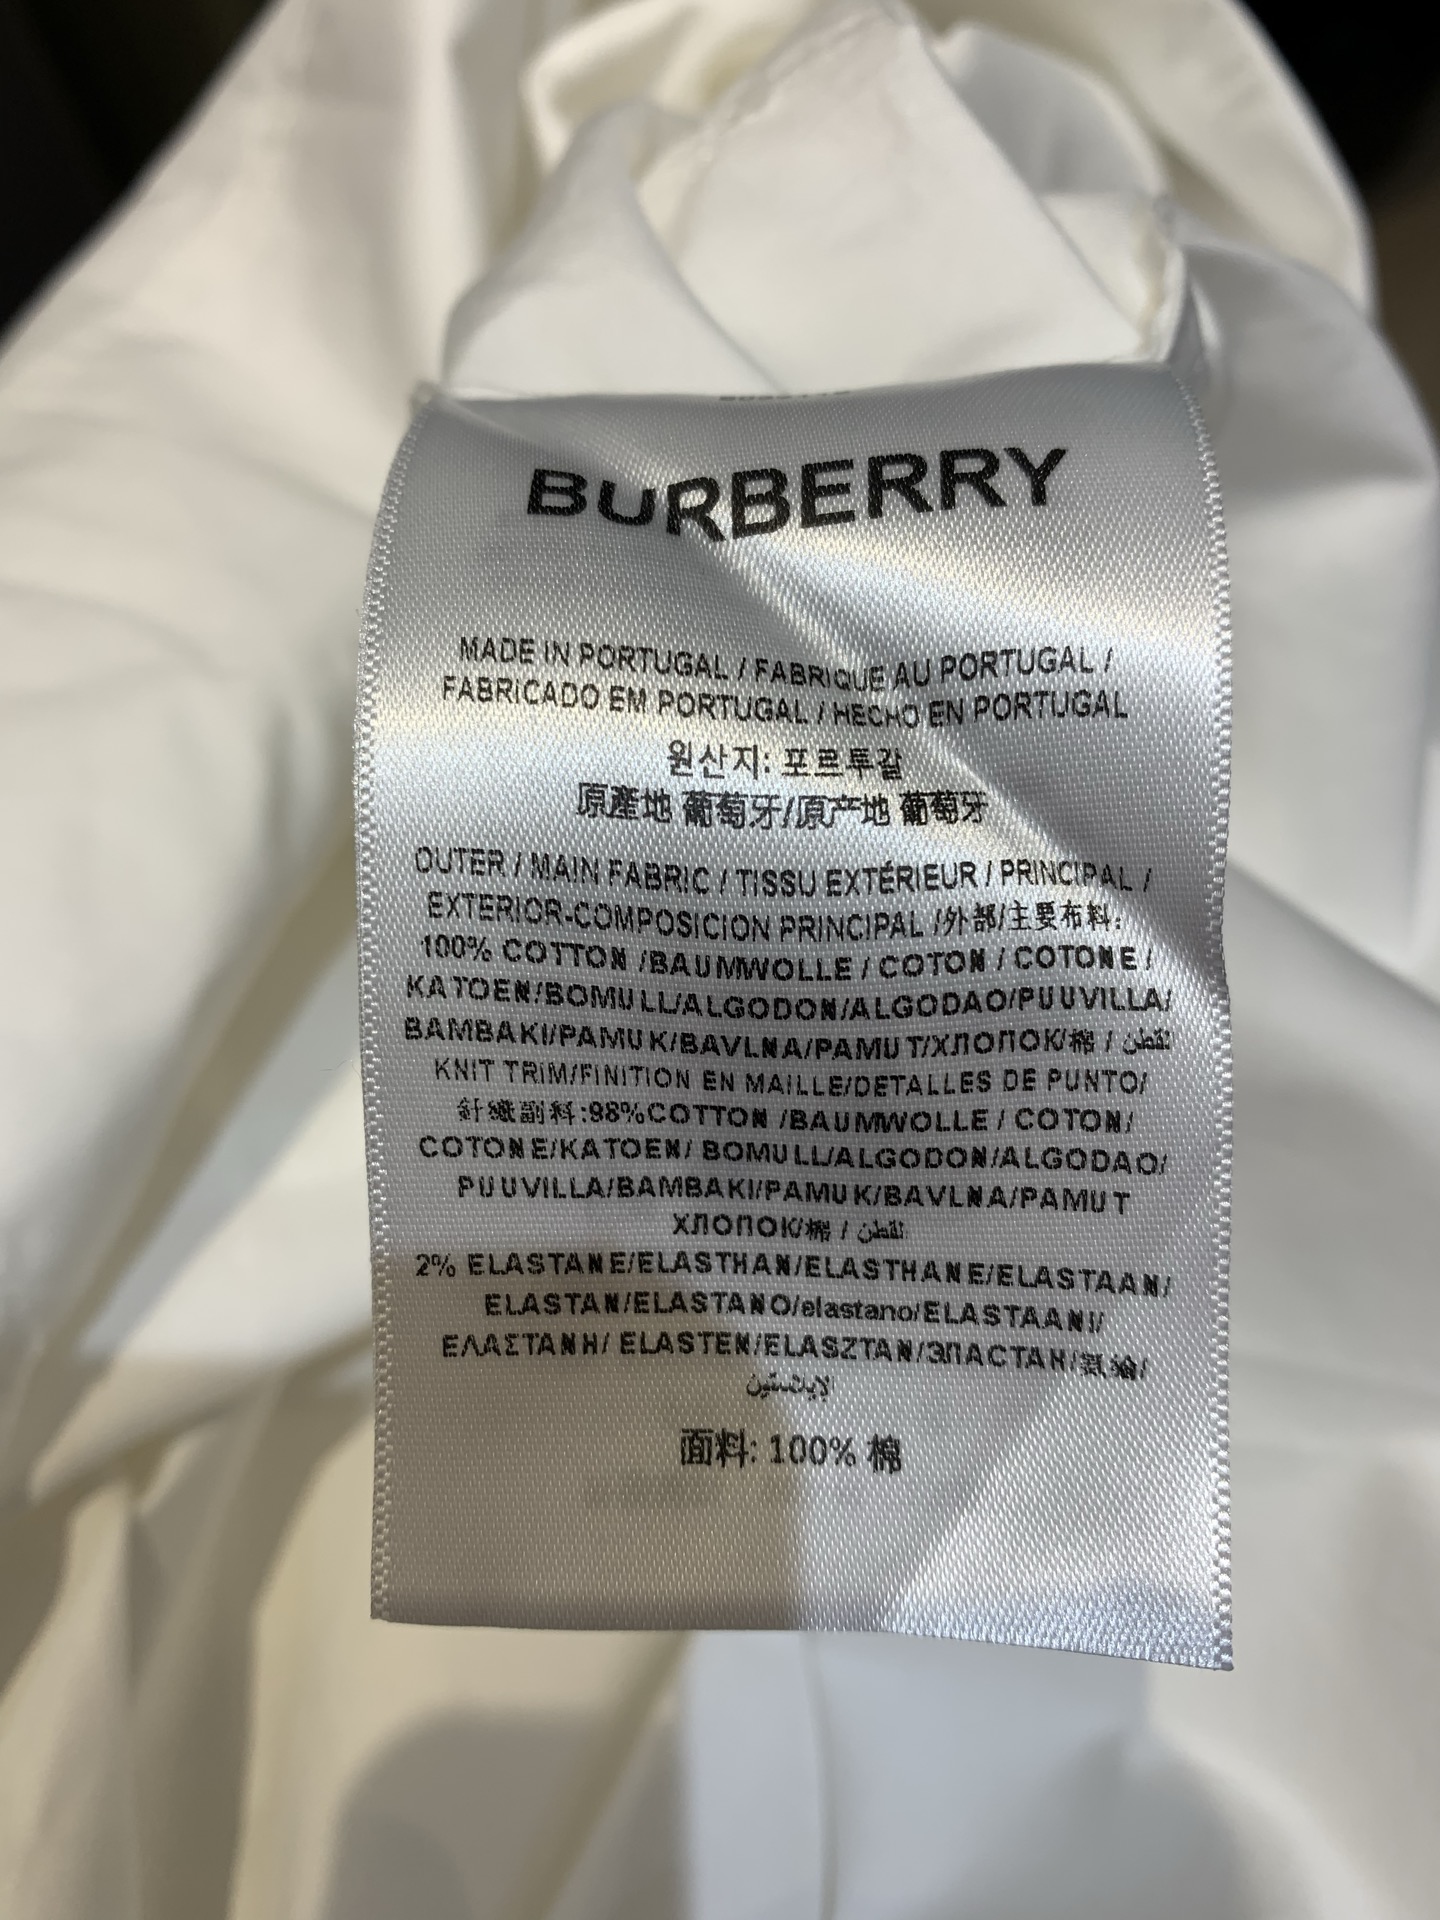 BURBERRY
MADE IN PORTUGAL / FABRIQUE AU PORTUGAL /
FABRICADO EM PORTUGAL / HECHO EN PORTUGAL
원산지: 포르투갈
原產地 葡萄牙/原产地 葡萄牙
OUTER / MAIN FABRIC / TISSU EXTÉRIEUR / PRINCIPAL /
EXTERIOR-COMPOSICION PRINCIPAL /外部/主要布料:
100% COTTON /BAUMWOLLE / COTON / COTONE /
KATOEN/BOMULL/ALGODON/ALGODAO/PUUVILLA/
BAMBAKI/PAMUK/BAVLNA/PAMUT/ХЛОПОК/棉 / قطن
KNIT TRIM/FINITION EN MAILLE/DETALLES DE PUNTO/
針織副料:98%COTTON /BAUMWOLLE / COTON/
COTONE/KATOEN/ BOMULL/ALGODON/ALGODAO/
PUUVILLA/BAMBAKI/PAMUK/BAVLNA/PAMUT
ХЛОПОК/棉 / قطن
2% ELASTANE/ELASTHAN/ELASTHANE/ELASTAAN/
ELASTAN/ELASTANO/elastano/ELASTAANI/
ΕΛΑΣΤΑΝΗ/ ELASTEN/ELASZTAN/ЭЛАСТАН/氨綸/
面料: 100% 棉